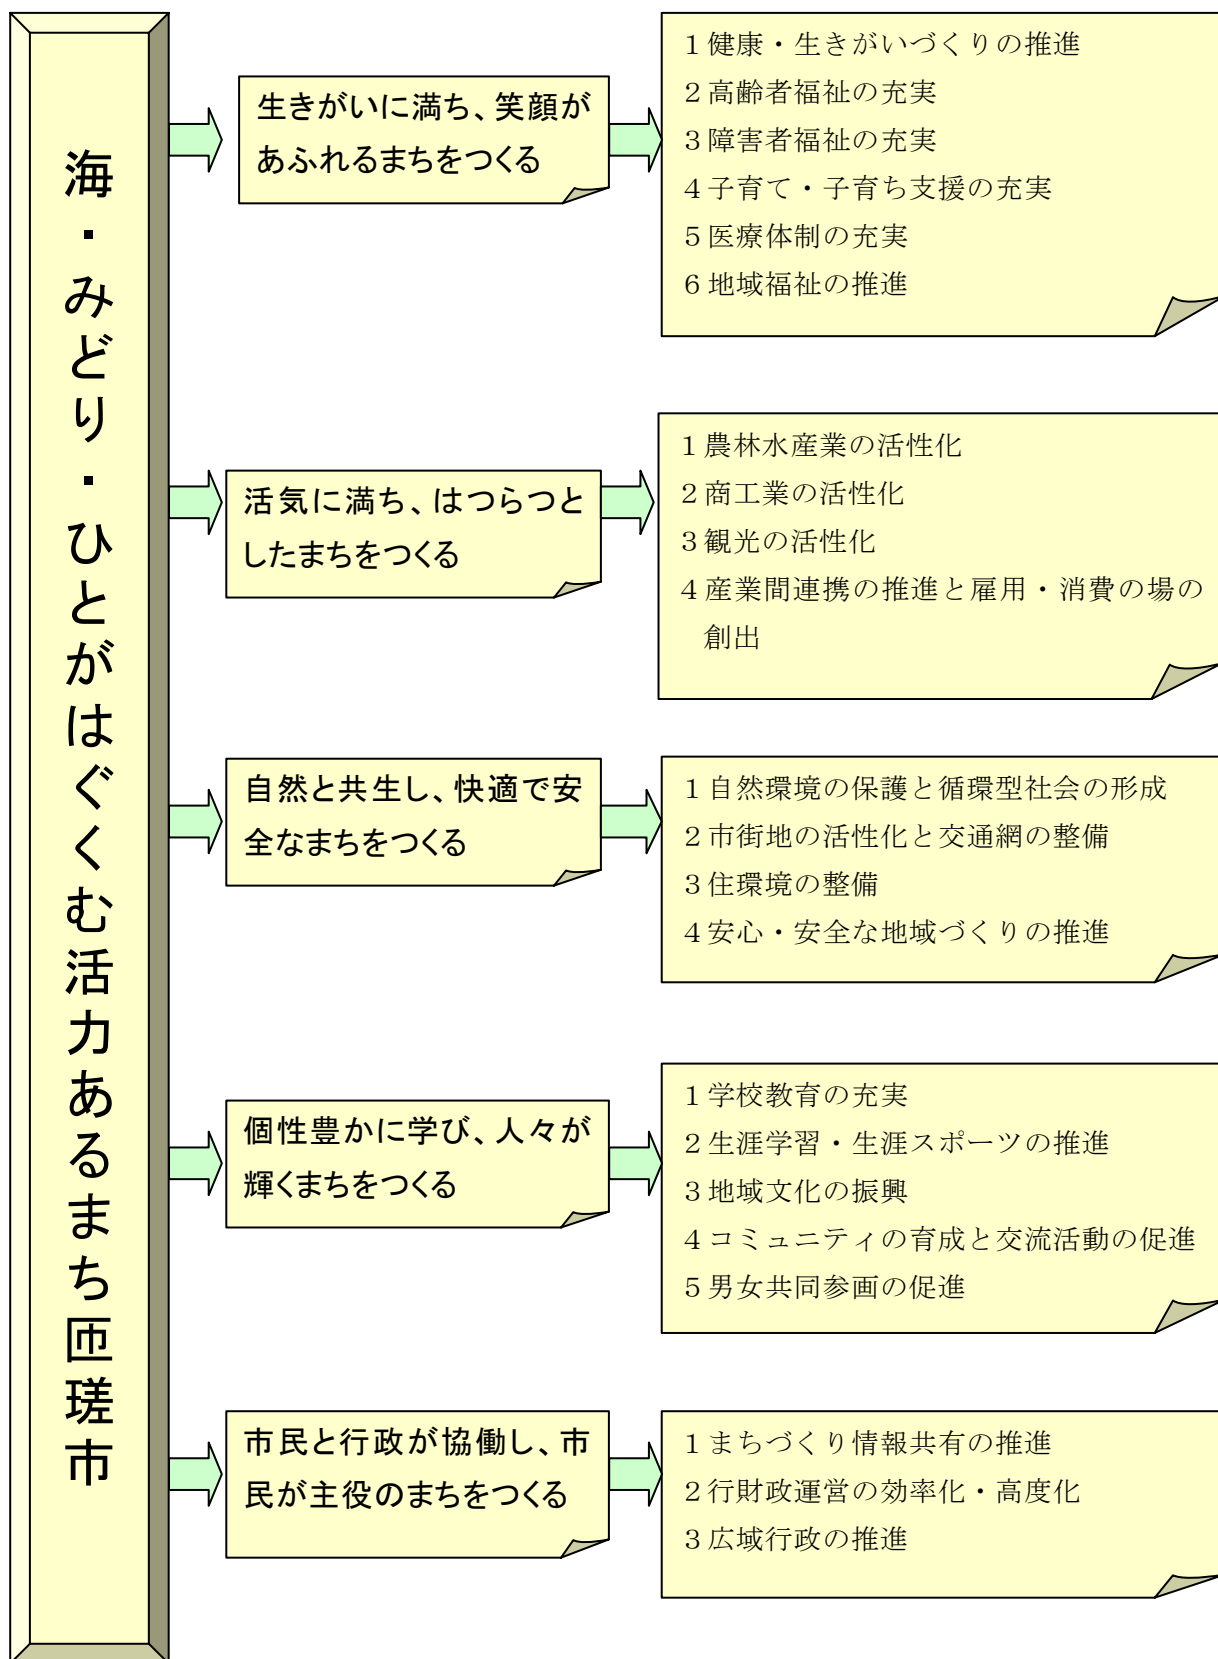 海・みどり・ひとがはぐくむ活力あるまち匝瑳市
生きがいに満ち、笑顔が
あふれるまちをつくる
1 健康・生きがいづくりの推進
2 高齢者福祉の充実
3 障害者福祉の充実
4 子育て・子育ち支援の充実
5 医療体制の充実
6 地域福祉の推進
活気に満ち、はつらつと
したまちをつくる
1 農林水産業の活性化
2 商工業の活性化
3 観光の活性化
4 産業間連携の推進と雇用・消費の場の
創出
自然と共生し、快適で安
全なまちをつくる
1 自然環境の保護と循環型社会の形成
2 市街地の活性化と交通網の整備
3 住環境の整備
4 安心・安全な地域づくりの推進
個性豊かに学び、人々が
輝くまちをつくる
1 学校教育の充実
2 生涯学習・生涯スポーツの推進
3 地域文化の振興
4 コミュニティの育成と交流活動の促進
5 男女共同参画の促進
市民と行政が協働し、市
民が主役のまちをつくる
1 まちづくり情報共有の推進
2 行財政運営の効率化・高度化
3 広域行政の推進